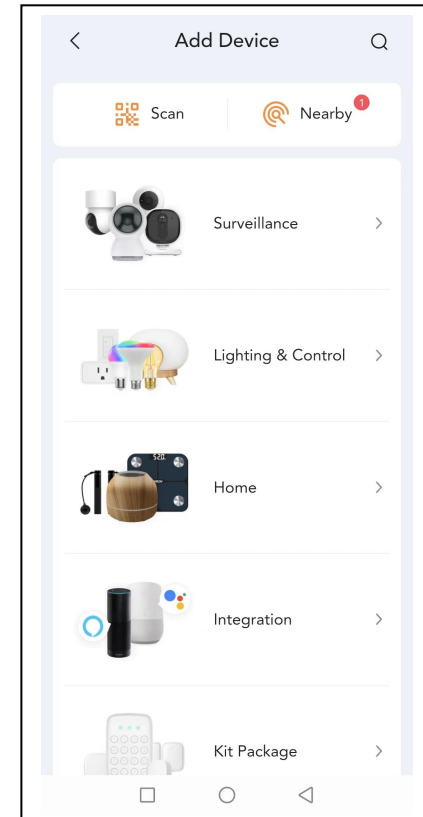 Add Device
Scan
Nearby
1
Surveillance
Lighting & Control
Home
Integration
Kit Package